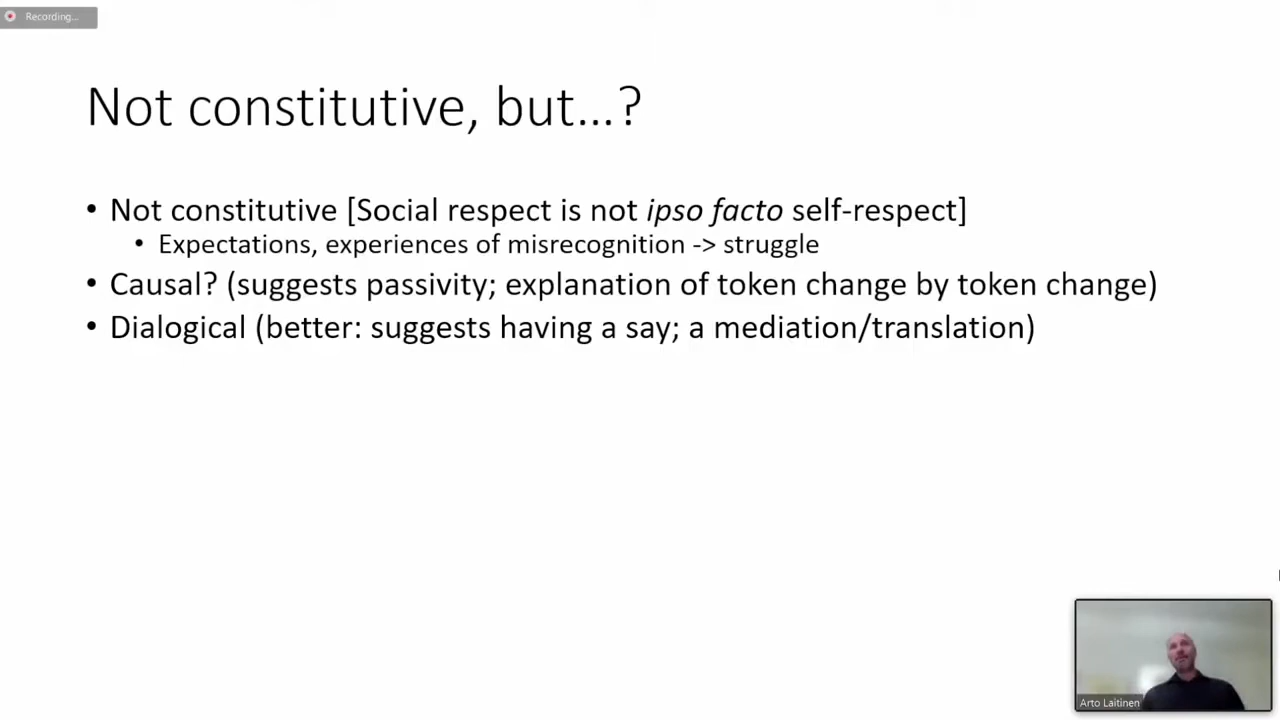 Recording...
Not constitutive, but...?
• Not constitutive [Social respect is not ipso facto self-respect]
• Expectations, experiences of misrecognition -> struggle
• Causal? (suggests passivity; explanation of token change by token change)
• Dialogical (better: suggests having a say; a mediation/translation)
Arto Laitinen